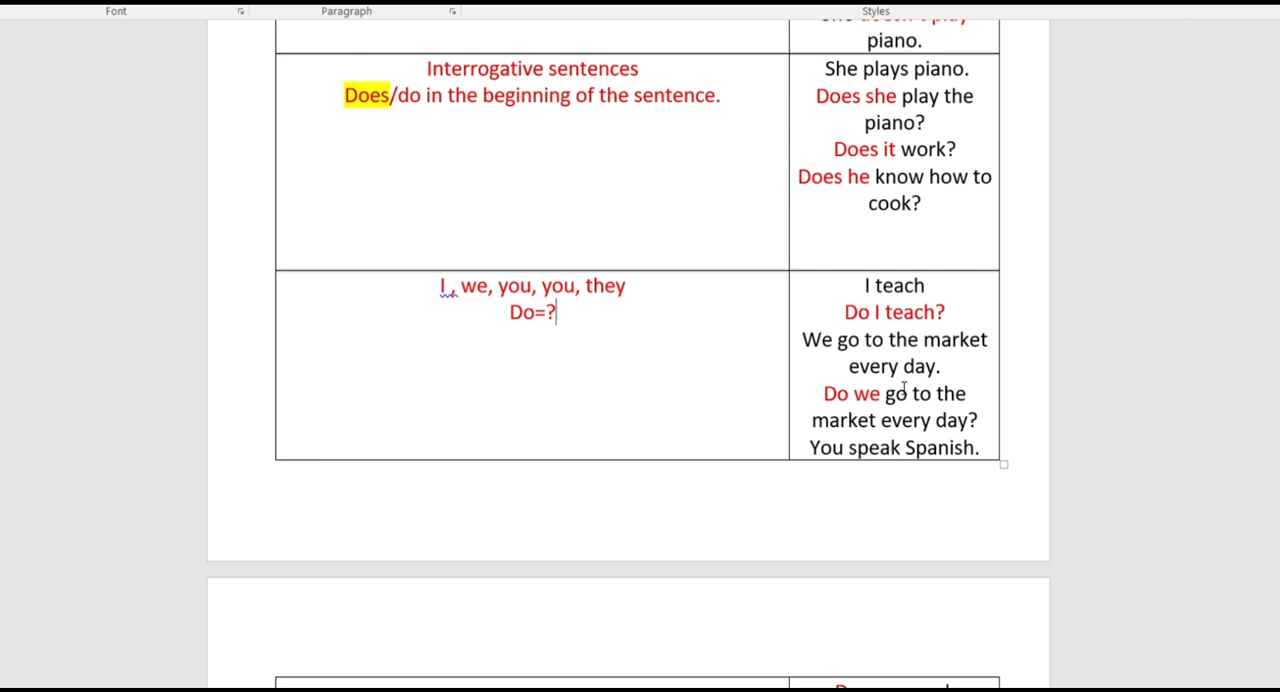 Font Paragraph Styles
piano.
Interrogative sentences
Does/do in the beginning of the sentence.
She plays piano.
Does she play the
piano?
Does it work?
Does he know how to
cook?
I , we, you, you, they
Do=?
I teach
Do I teach?
We go to the market
every day.
Do we go to the
market every day?
You speak Spanish.